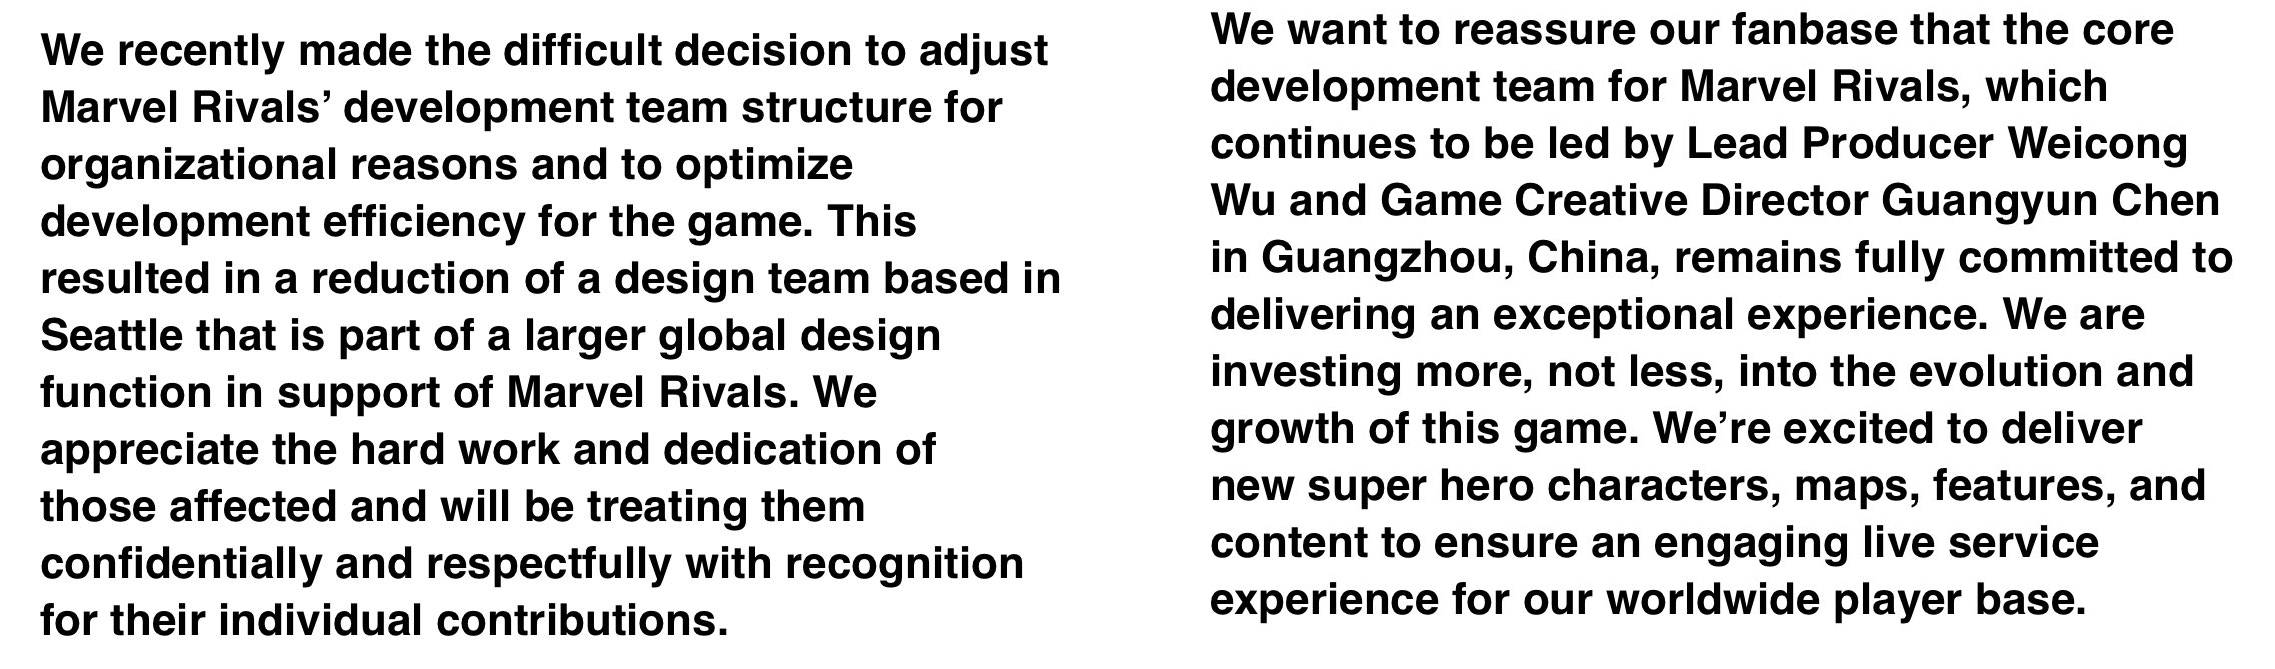 We recently made the difficult decision to adjust
Marvel Rivals’ development team structure for
organizational reasons and to optimize
development efficiency for the game. This
resulted in a reduction of a design team based in
Seattle that is part of a larger global design
function in support of Marvel Rivals. We
appreciate the hard work and dedication of
those affected and will be treating them
confidentially and respectfully with recognition
for their individual contributions.
We want to reassure our fanbase that the core
development team for Marvel Rivals, which
continues to be led by Lead Producer Weicong
Wu and Game Creative Director Guangyun Chen
in Guangzhou, China, remains fully committed to
delivering an exceptional experience. We are
investing more, not less, into the evolution and
growth of this game. We’re excited to deliver
new super hero characters, maps, features, and
content to ensure an engaging live service
experience for our worldwide player base.